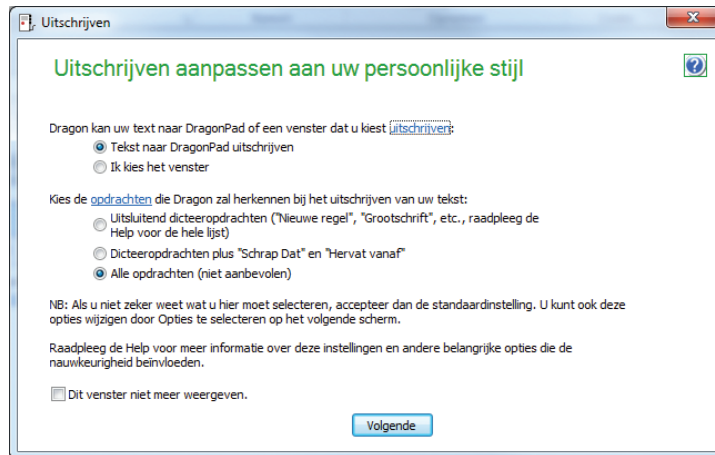 Uitschrijven
Uitschrijven aanpassen aan uw persoonlijke stijl
Dragon kan uw text naar DragonPad of een venster dat u kiest uitschrijven:
Tekst naar DragonPad uitschrijven
Ik kies het venster
Kies de opdrachten die Dragon zal herkennen bij het uitschrijven van uw tekst:
Uitsluitend dicteeropdrachten ("Nieuwe regel", "Grootschrift", etc., raadpleeg de
Help voor de hele lijst)
Dicteeropdrachten plus "Schrap Dat" en "Hervat vanaf"
Alle opdrachten (niet aanbevolen)
NB: Als u niet zeker weet wat u hier moet selecteren, accepteer dan de standaardinstelling. U kunt ook deze
opties wijzigen door Opties te selecteren op het volgende scherm.
Raadpleeg de Help voor meer informatie over deze instellingen en andere belangrijke opties die de
nauwkeurigheid beïnvloeden.
Dit venster niet meer weergeven.
Volgende